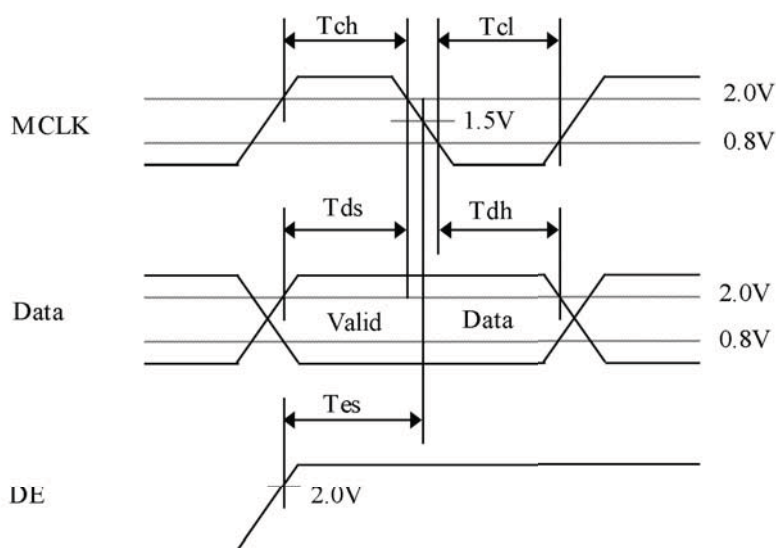 Tch Tcl
MCLK 2.0V
1.5V
0.8V
Tds Tdh
Data 2.0V
Valid Data
0.8V
Tes
DE 2.0V